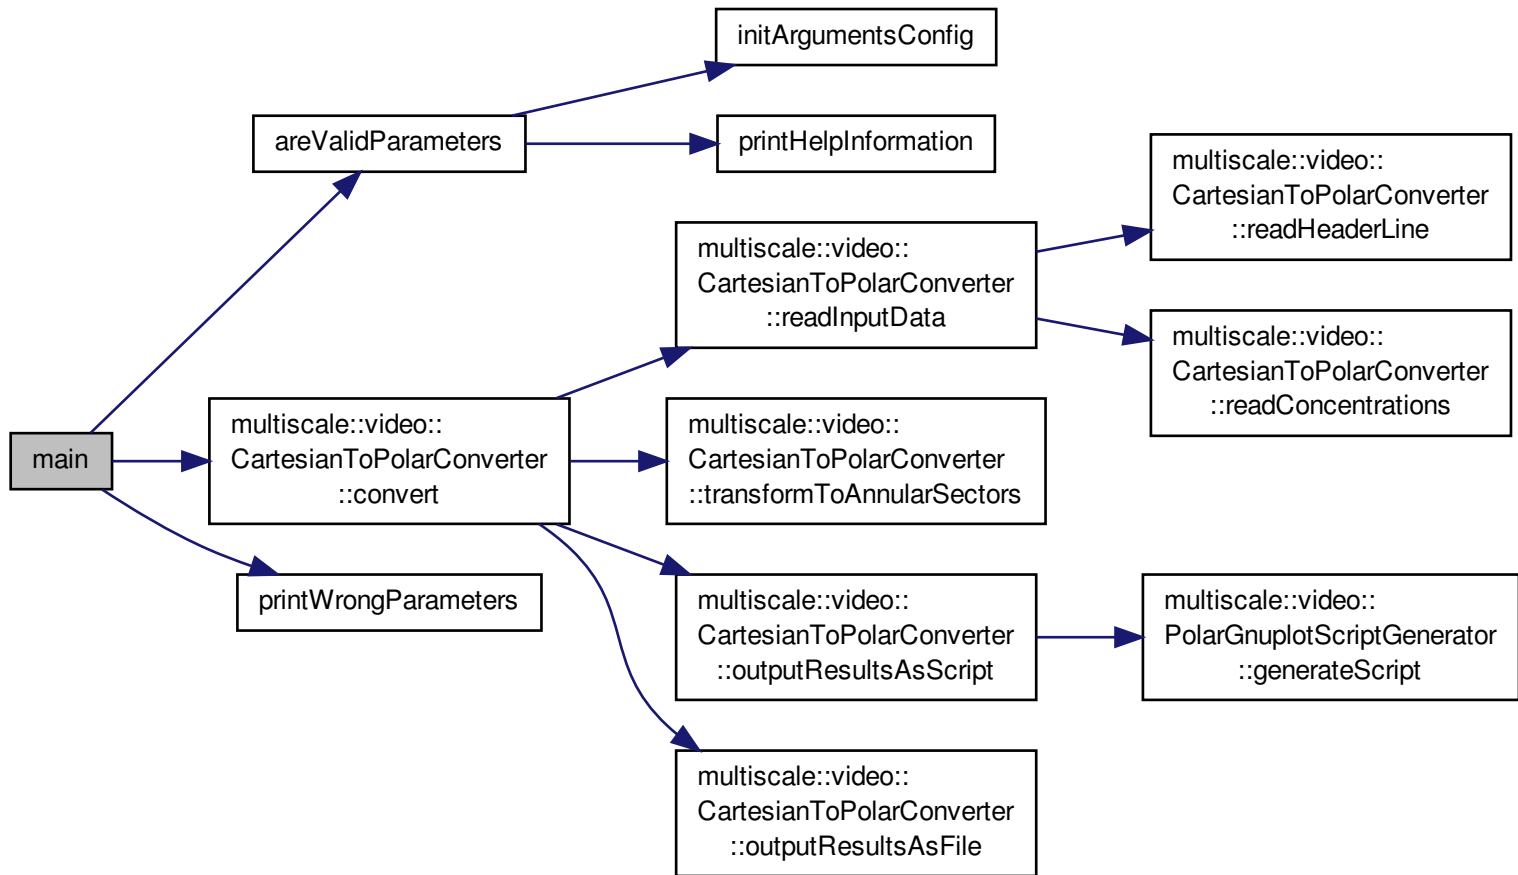 initArgumentsConfig
areValidParameters
printHelpInformation
multiscale::video::
CartesianToPolarConverter
::readHeaderLine
multiscale::video::
CartesianToPolarConverter
::readInputData
multiscale::video::
CartesianToPolarConverter
::readConcentrations
main
multiscale::video::
CartesianToPolarConverter
::convert
multiscale::video::
CartesianToPolarConverter
::transformToAnnularSectors
printWrongParameters
multiscale::video::
CartesianToPolarConverter
::outputResultsAsScript
multiscale::video::
PolarGnuplotScriptGenerator
::generateScript
multiscale::video::
CartesianToPolarConverter
::outputResultsAsFile